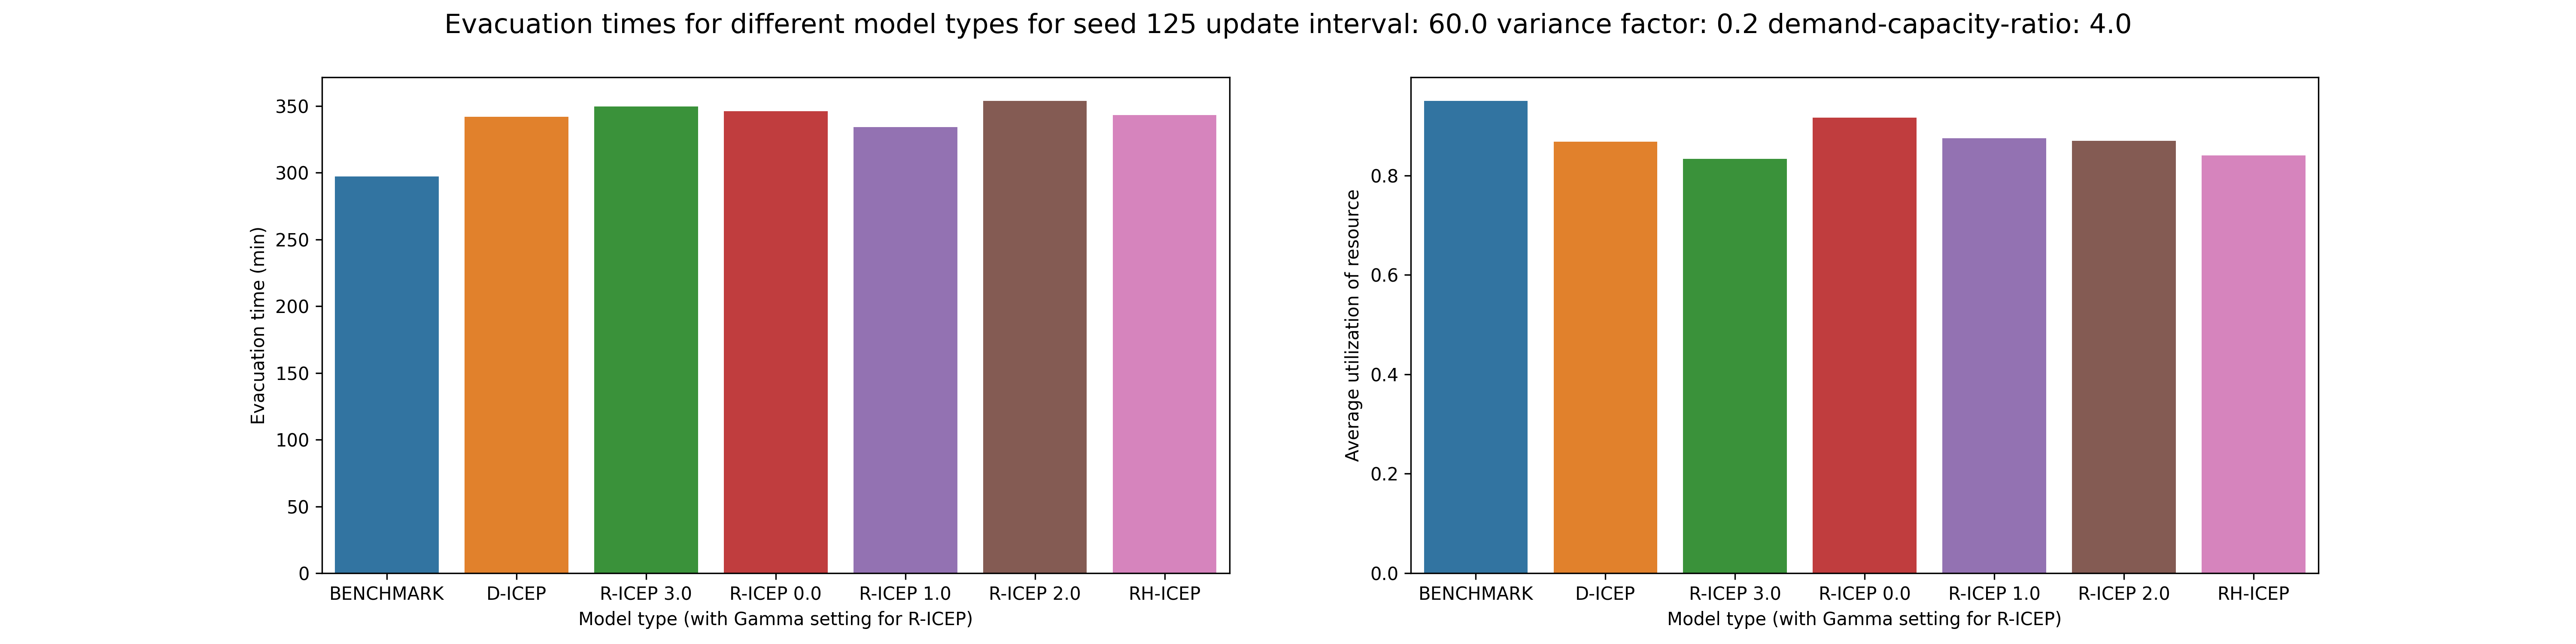 Evacuation times for different model types for seed 125 update interval: 60.0 variance factor: 0.2 demand-capacity-ratio: 4.0
Evacuation time (min)
350
300
250
200
150
100
50
0
BENCHMARK D-ICEP R-ICEP 3.0 R-ICEP 0.0 R-ICEP 1.0 R-ICEP 2.0 RH-ICEP
Model type (with Gamma setting for R-ICEP)
Average utilization of resource
0.8
0.6
0.4
0.2
0.0
BENCHMARK D-ICEP R-ICEP 3.0 R-ICEP 0.0 R-ICEP 1.0 R-ICEP 2.0 RH-ICEP
Model type (with Gamma setting for R-ICEP)